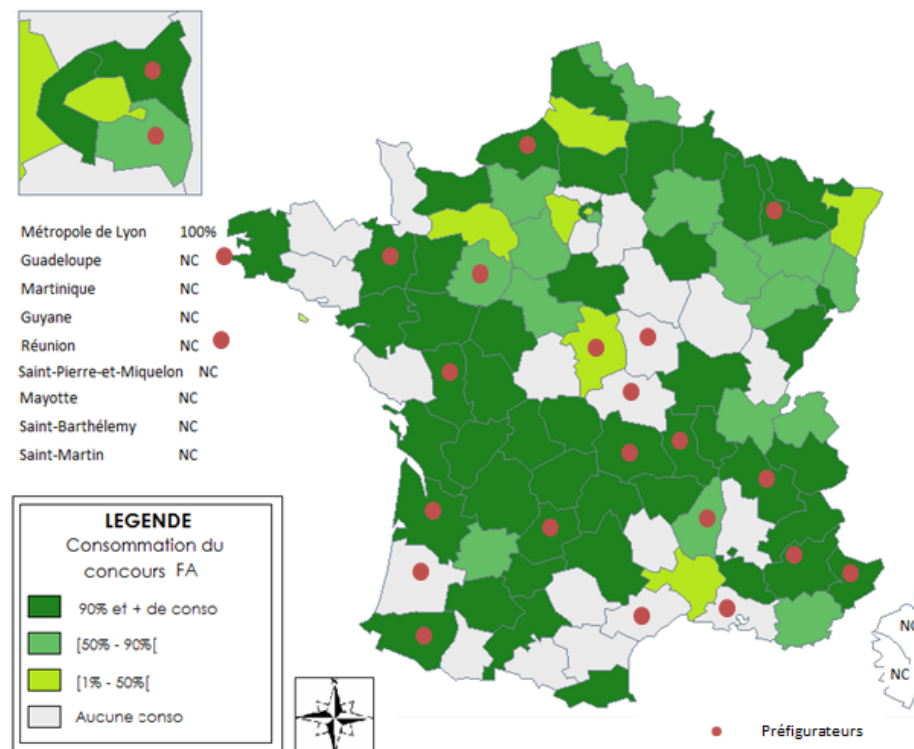 Métropole de Lyon 100%
Guadeloupe NC
Martinique NC
Guyane NC
Réunion NC
Saint-Pierre-et-Miquelon NC
Mayotte NC
Saint-Barthélemy NC
Saint-Martin NC
LEGENDE
Consommation du
concours FA
90% et + de conso
[50% - 90%[
[1% - 50%[
Aucune conso
NC
NC
Préfigurateurs